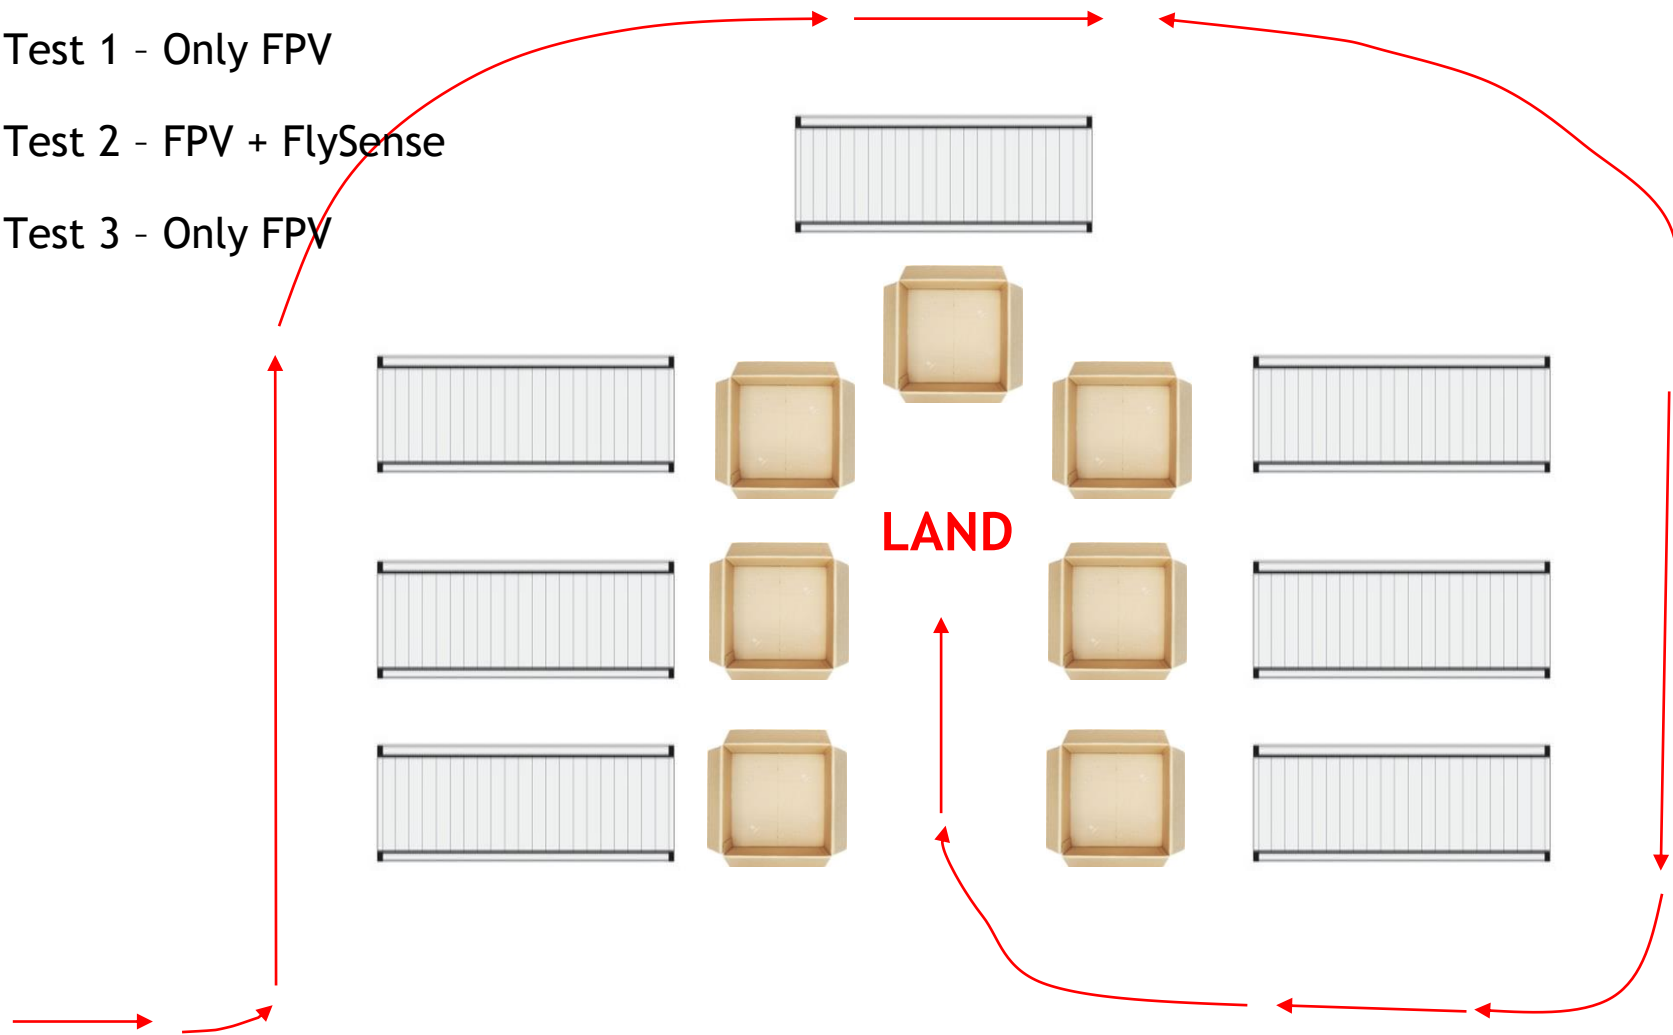 Test 1 – Only FPV
Test 2 – FPV + FlySense
Test 3 – Only FPV
LAND